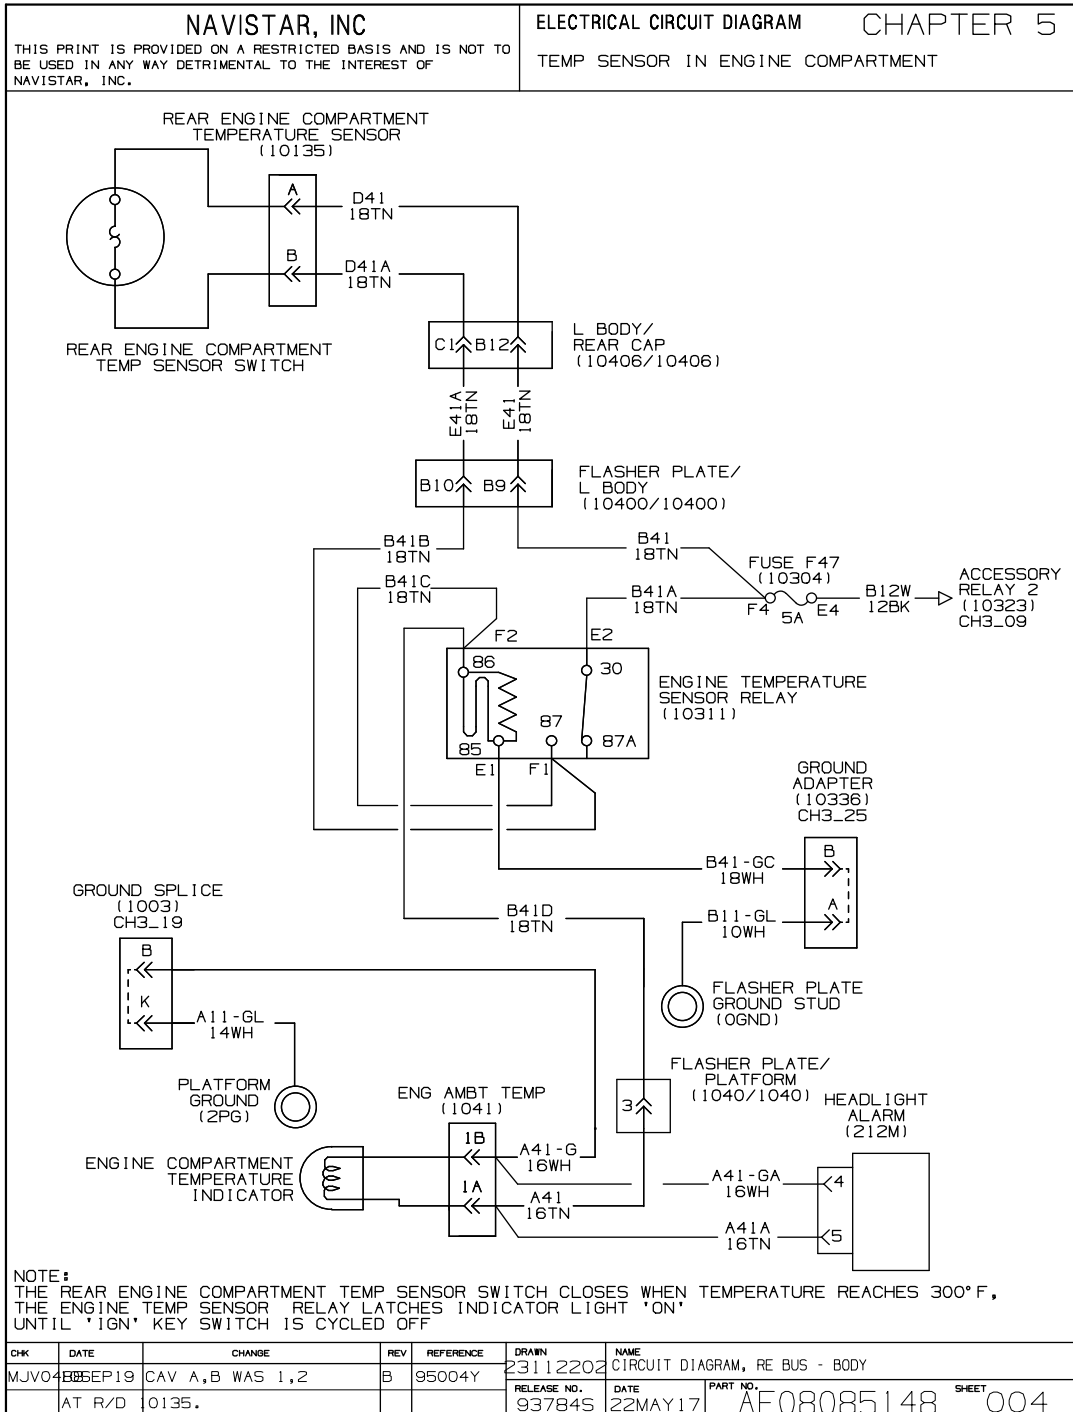 NAVISTAR, INC
THIS PRINT IS PROVIDED ON A RESTRICTED BASIS AND IS NOT TO
BE USED IN ANY WAY DETRIMENTAL TO THE INTEREST OF
NAVISTAR, INC.
ELECTRICAL CIRCUIT DIAGRAM
CHAPTER 5
TEMP SENSOR IN ENGINE COMPARTMENT
REAR ENGINE COMPARTMENT
TEMPERATURE SENSOR
(10135)
A
D41
18TN
B
D41A
18TN
REAR ENGINE COMPARTMENT
TEMP SENSOR SWITCH
C1
B12
L BODY/
REAR CAP
(10406/10406)
E41A
18TN
E41
18TN
B10
B9
FLASHER PLATE/
L BODY
(10400/10400)
B41B
18TN
B41
18TN
B41C
18TN
B41A
18TN
FUSE F47
(10304)
F4
5A
E4
B12W
12BK
ACCESSORY
RELAY 2
(10323)
CH3_09
F2
E2
86
30
85
87
87A
E1
F1
ENGINE TEMPERATURE
SENSOR RELAY
(10311)
GROUND
ADAPTER
(10336)
CH3_25
B
A
B41-GC
18WH
B11-GL
10WH
GROUND SPLICE
(1003)
CH3_19
B
K
B41D
18TN
A11-GL
14WH
FLASHER PLATE
GROUND STUD
(0GND)
PLATFORM
GROUND
(2PG)
ENG AMBT TEMP
(1041)
FLASHER PLATE/
PLATFORM
(1040/1040)
3
HEADLIGHT
ALARM
(212M)
1B
1A
A41-G
16WH
A41
16TN
A41-GA
16WH
A41A
16TN
4
5
ENGINE COMPARTMENT
TEMPERATURE
INDICATOR
NOTE:
THE REAR ENGINE COMPARTMENT TEMP SENSOR SWITCH CLOSES WHEN TEMPERATURE REACHES 300°F,
THE ENGINE TEMP SENSOR RELAY LATCHES INDICATOR LIGHT 'ON'
UNTIL 'IGN' KEY SWITCH IS CYCLED OFF
CHK DATE CHANGE REV REFERENCE
SEP19 CAV A,B WAS 1,2 B 95004Y
AT R/D 10135.
DRAWN
23112202
NAME
CIRCUIT DIAGRAM, RE BUS - BODY
RELEASE NO.
93784S
DATE
22MAY17
PART NO.
AF08085148
SHEET
004